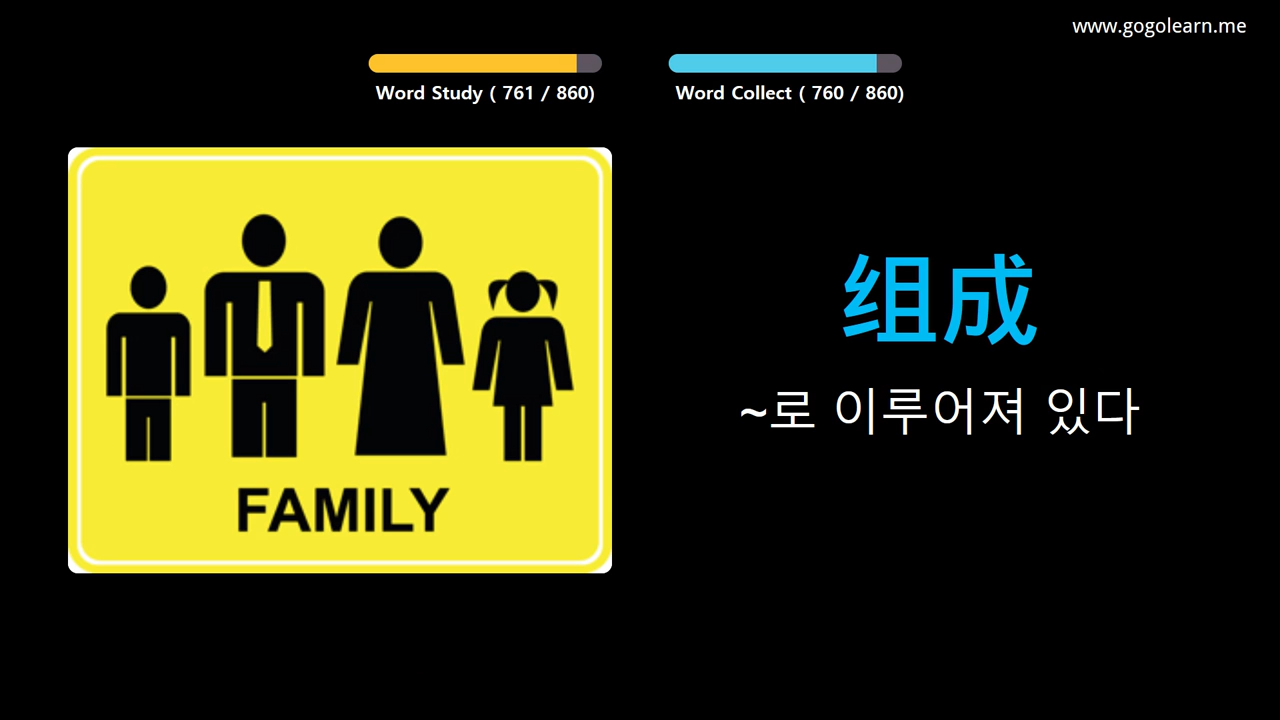 www.gogolearn.me
Word Study ( 761 / 860)
Word Collect ( 760 / 860)
FAMILY
组成
~로 이루어져 있다